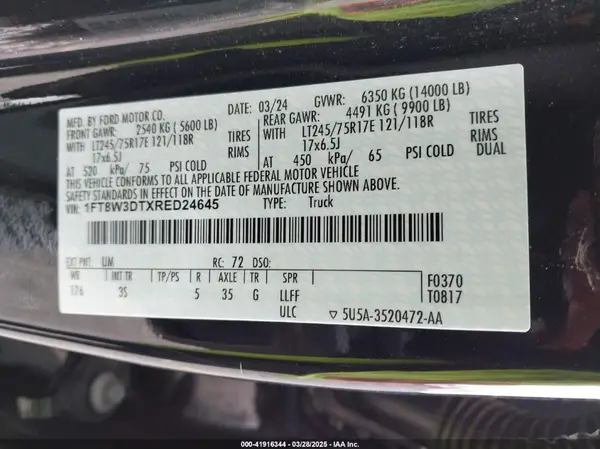 MFD. BY FORD MOTOR CO. DATE: 03/24 GVWR: 6350 KG (14000 LB)
FRONT GAWR: 2540 KG (5600 LB) REAR GAWR: 4491 KG (9900 LB)
WITH LT245/75R17E 121/118R TIRES WITH LT245/75R17E 121/118R TIRES
17x6.5J RIMS 17x6.5J RIMS
AT 520 kPa/ 75 PSI COLD AT 450 kPa/ 65 PSI COLD DUAL
THIS VEHICLE CONFORMS TO ALL APPLICABLE FEDERAL MOTOR VEHICLE
SAFETY STANDARDS IN EFFECT ON THE DATE OF MANUFACTURE SHOWN ABOVE.
VIN: 1FT8W3DTXRED24645 TYPE: Truck
EXT PNT: UM RC: 72 DSO:
WB INT TR TP/PS R AXLE TR SPR F0370
176 3S 5 35 G LLFF T0817
ULC ▽ 5U5A-3520472-AA
000-41916344 — 03/28/2025 — IAA Inc.